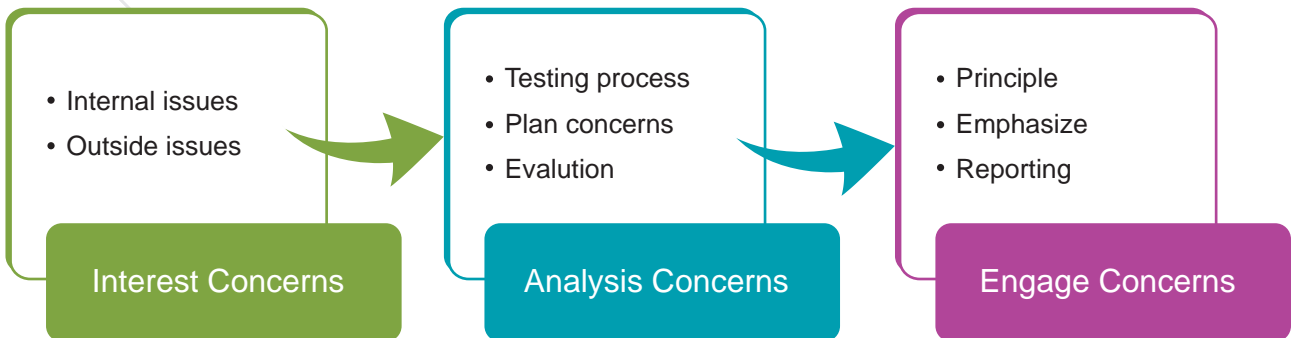 • Internal issues
• Outside issues
Interest Concerns
• Testing process
• Plan concerns
• Evalution
Analysis Concerns
• Principle
• Emphasize
• Reporting
Engage Concerns